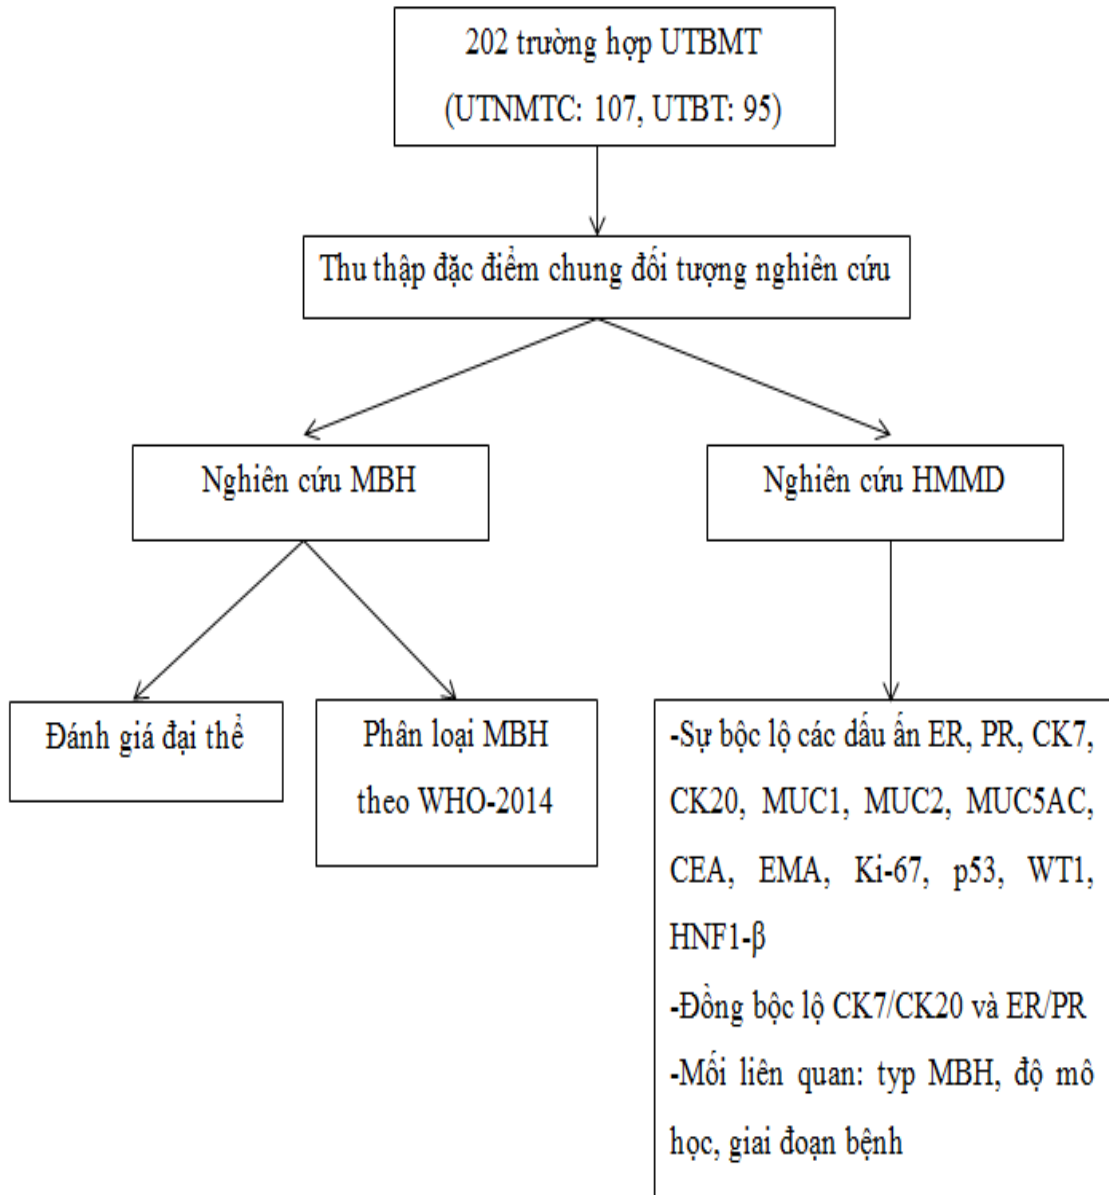 202 trường hợp UTBMT
(UTNMTC: 107, UTBT: 95)
Thu thập đặc điểm chung đối tượng nghiên cứu
Nghiên cứu MBH
Nghiên cứu HMMD
Đánh giá đại thể
Phân loại MBH
theo WHO-2014
-Sự bộc lộ các dấu ấn ER, PR, CK7,
CK20, MUC1, MUC2, MUC5AC,
CEA, EMA, Ki-67, p53, WT1,
HNF1-β
-Đồng bộc lộ CK7/CK20 và ER/PR
-Mối liên quan: typ MBH, độ mô
học, giai đoạn bệnh